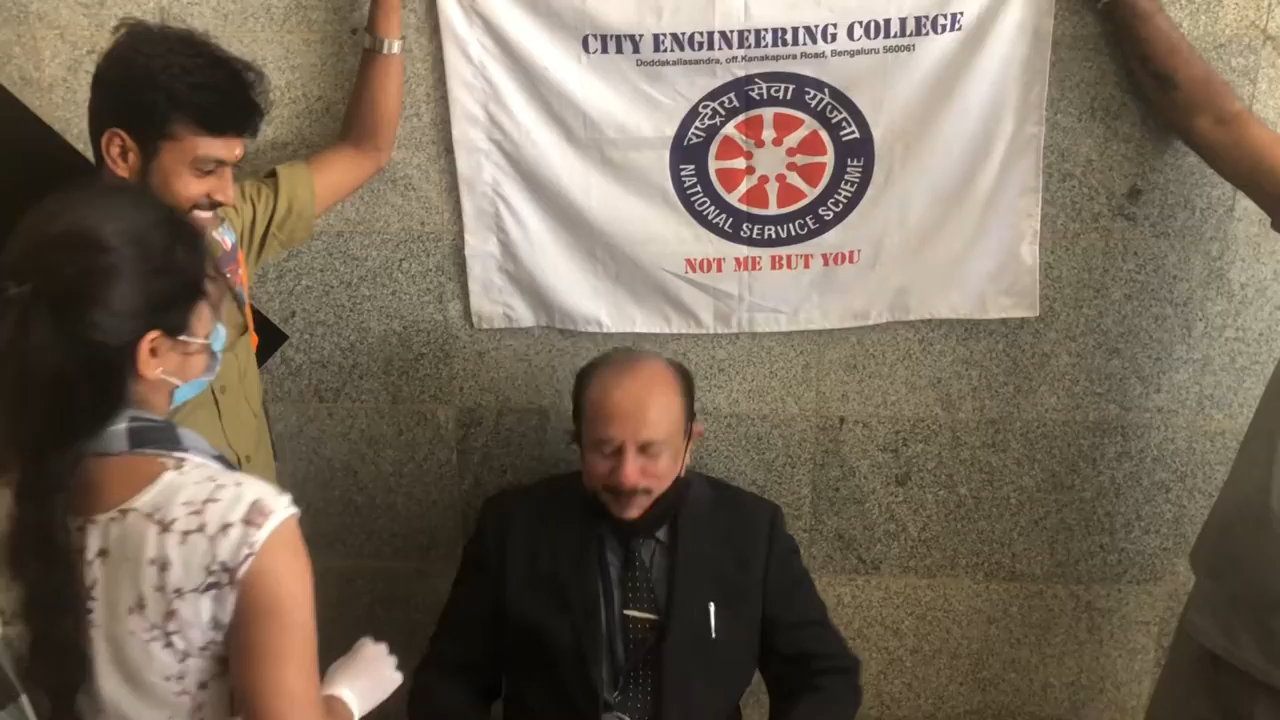 CITY ENGINEERING COLLEGE
Doddakallasandra, off.Kanakapura Road, Bengaluru 560061
राष्ट्रीय सेवा योजना
NATIONAL SERVICE SCHEME
NOT ME BUT YOU